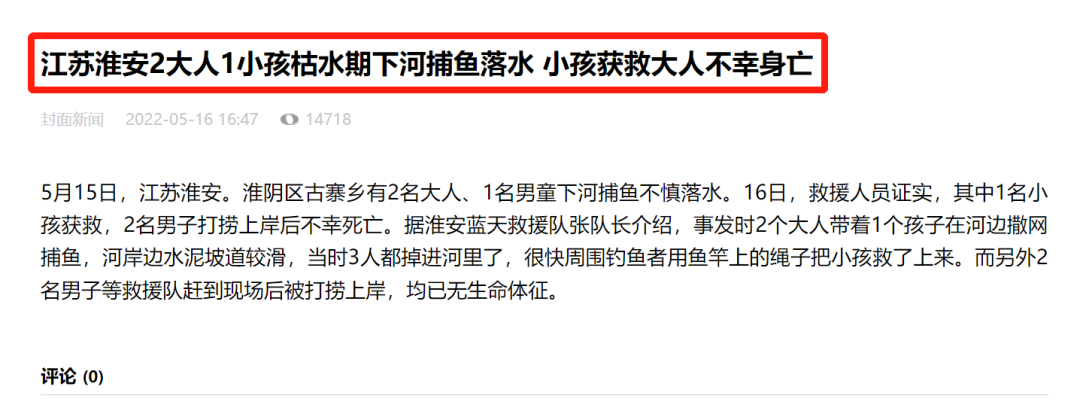 江苏淮安2大人1小孩枯水期下河捕鱼落水 小孩获救大人不幸身亡
封面新闻 2022-05-16 16:47 14718
5月15日，江苏淮安。淮阴区古寨乡有2名大人、1名男童下河捕鱼不慎落水。16日，救援人员证实，其中1名小
孩获救，2名男子打捞上岸后不幸死亡。据淮安蓝天救援队张队长介绍，事发时2个大人带着1个孩子在河边撒网
捕鱼，河岸边水泥坡道较滑，当时3人都掉进河里了，很快周围钓鱼者用鱼竿上的绳子把小孩救了上来。而另外2
名男子等救援队赶到现场后被打捞上岸，均已无生命体征。
评论 (0)